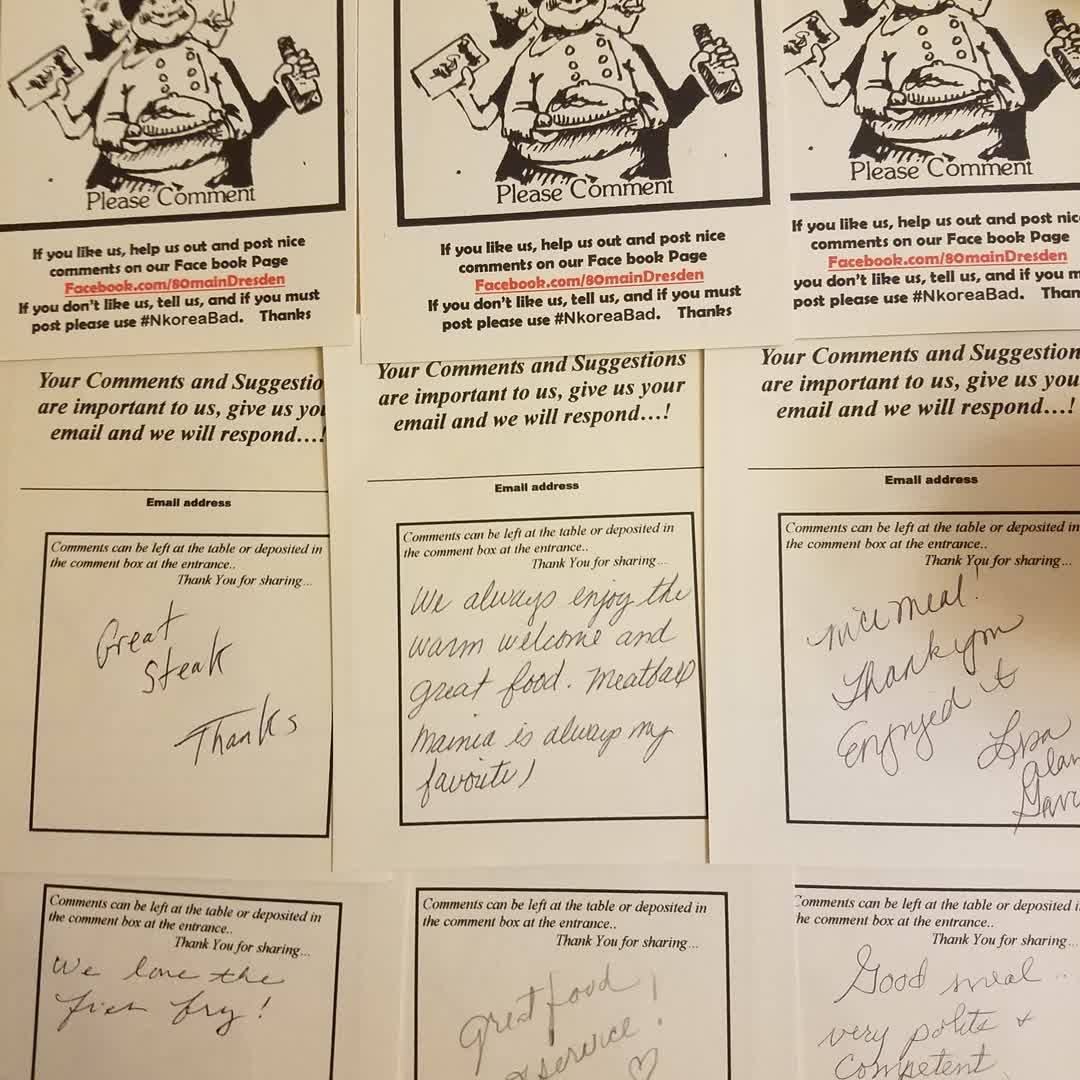 Please Comment
If you like us, help us out and post nice
comments on our Face book Page
Facebook.com/80mainDresden
If you don't like us, tell us, and if you must
post please use #NkoreaBad. Thanks
Please Comment
If you like us, help us out and post nice
comments on our Face book Page
Facebook.com/80mainDresden
If you don't like us, tell us, and if you must
post please use #NkoreaBad. Thanks
Please Comment
If you like us, help us out and post nic
comments on our Face book Page
Facebook.com/80mainDresden
you don't like us, tell us, and if you m
post please use #NkoreaBad. Than
Your Comments and Suggestio
are important to us, give us you
email and we will respond...!
Email address
Comments can be left at the table or deposited in
the comment box at the entrance..
Thank You for sharing...
Great
Steak
Thanks
Your Comments and Suggestions
are important to us, give us your
email and we will respond...!
Email address
Comments can be left at the table or deposited in
the comment box at the entrance..
Thank You for sharing...
We always enjoy the
warm welcome and
great food. Meatball
mainia is always my
favorite!
Your Comments and Suggestion
are important to us, give us you
email and we will respond...!
Email address
Comments can be left at the table or deposited in
the comment box at the entrance..
Thank You for sharing...
nice meal!
Thank you
Enjoyed it
Comments can be left at the table or deposited in
the comment box at the entrance..
Thank You for sharing...
We love the
fish fry!
Comments can be left at the table or deposited in
the comment box at the entrance..
Thank You for sharing...
Great food
& service!
Comments can be left at the table or deposited i
he comment box at the entrance..
Thank You for sharing...
Good meal..
very polite &
competent